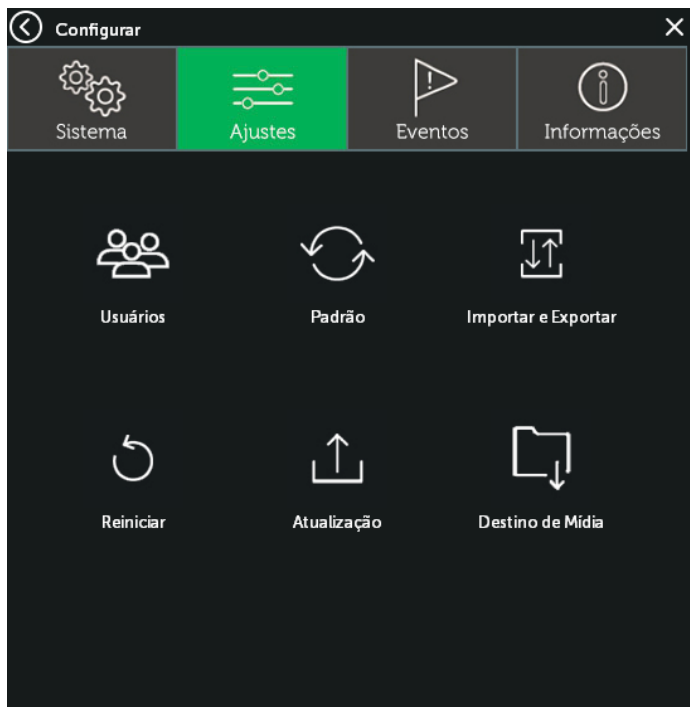 Configurar
Sistema
Ajustes
Eventos
Informações
Usuários
Padrão
Importar e Exportar
Reiniciar
Atualização
Destino de Mídia